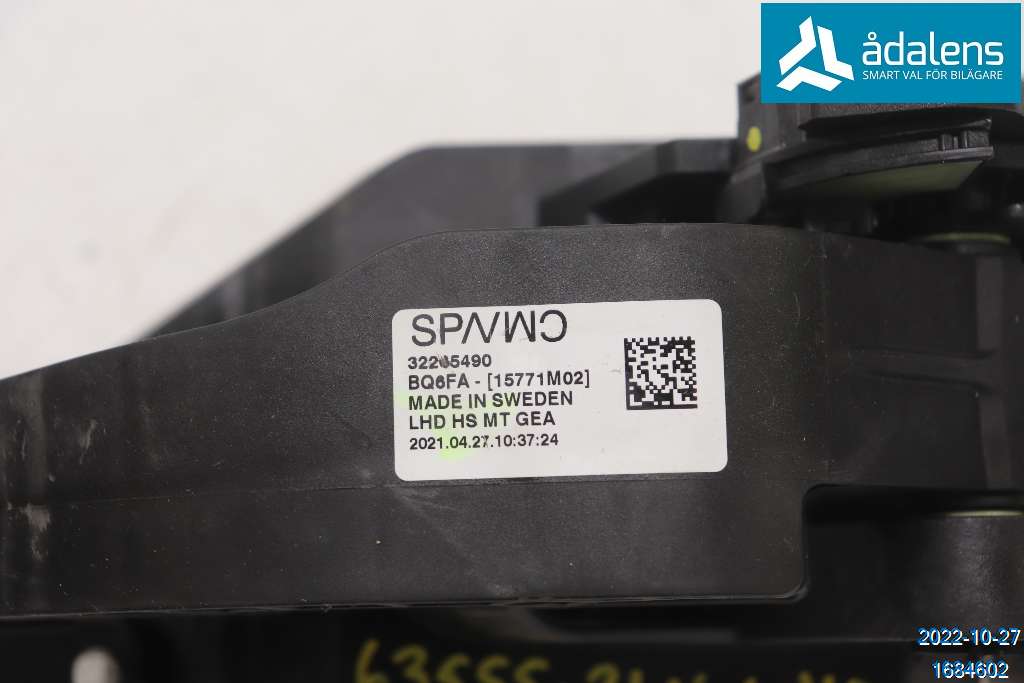 ådalens
SMART VAL FÖR BILÄGARE
BQ6FA - [15771M02]
MADE IN SWEDEN
LHD HS MT GEA
2021.04.27.10:37:24
63555
2022-10-27
1684602